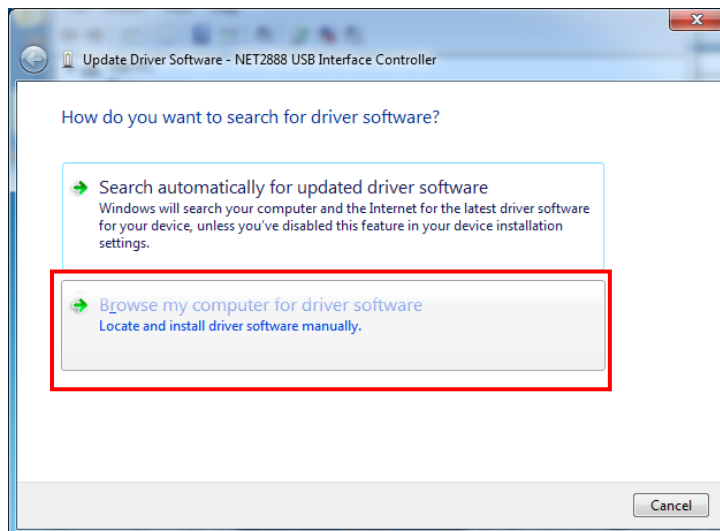 Update Driver Software - NET2888 USB Interface Controller
How do you want to search for driver software?
Search automatically for updated driver software
Windows will search your computer and the Internet for the latest driver software
for your device, unless you've disabled this feature in your device installation
settings.
Browse my computer for driver software
Locate and install driver software manually.
Cancel